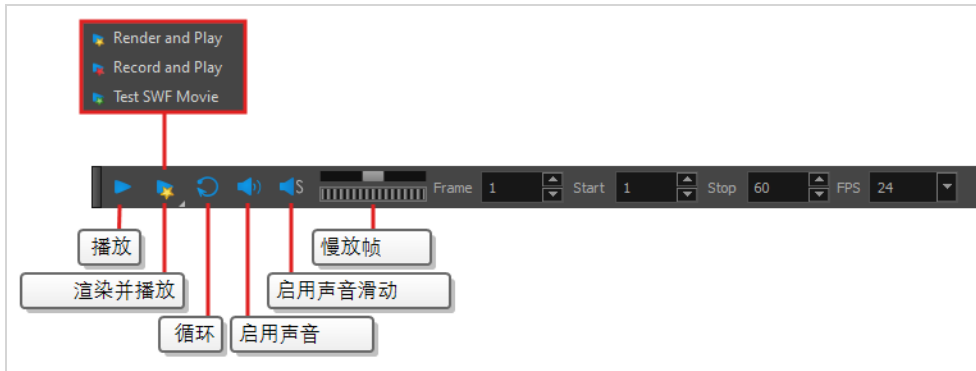 Render and Play
Record and Play
Test SWF Movie
S Frame 1 Start 1 Stop 60 FPS 24
播放 慢放帧
渲染并播放 启用声音滑动
循环 启用声音